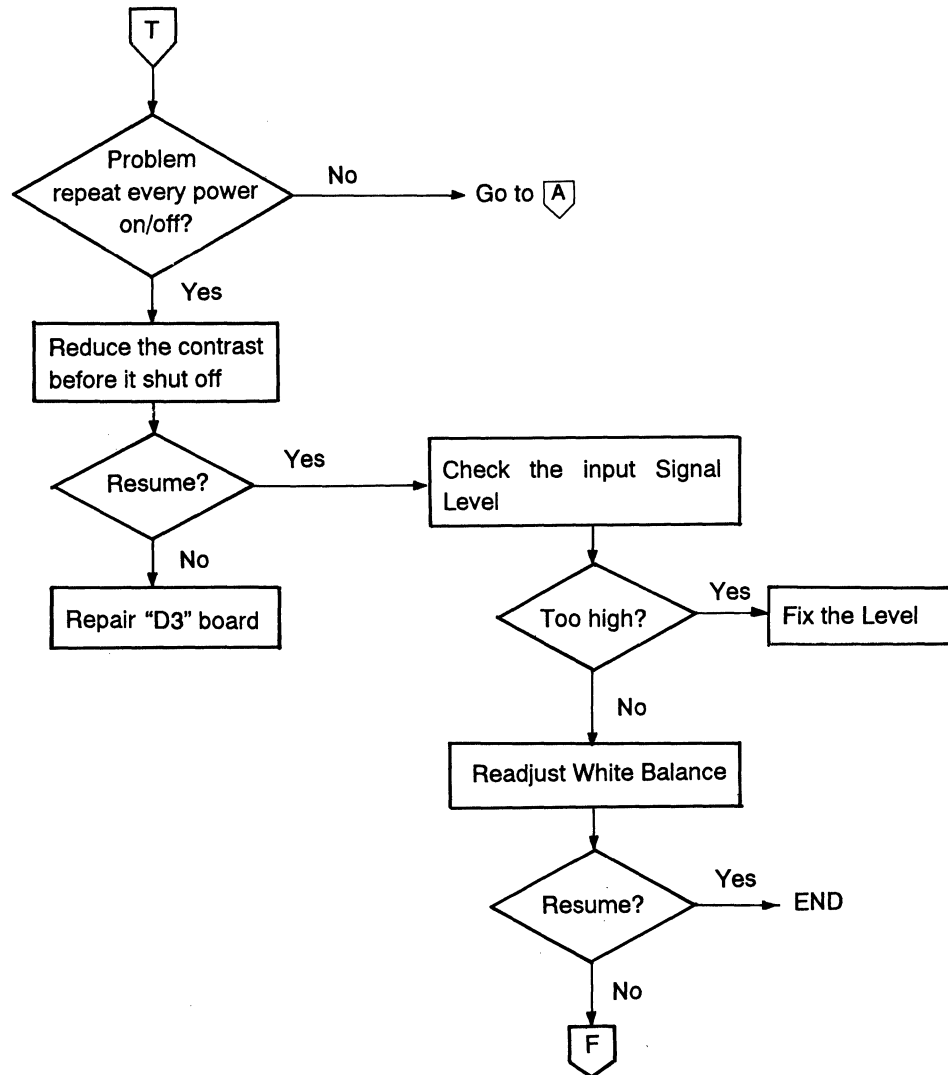 T
Problem
repeat every power
on/off?
No
Go to A
Yes
Reduce the contrast
before it shut off
Resume?
Yes
Check the input Signal
Level
No
Repair “D3” board
Too high?
Yes
Fix the Level
No
Readjust White Balance
Resume?
Yes
END
No
F